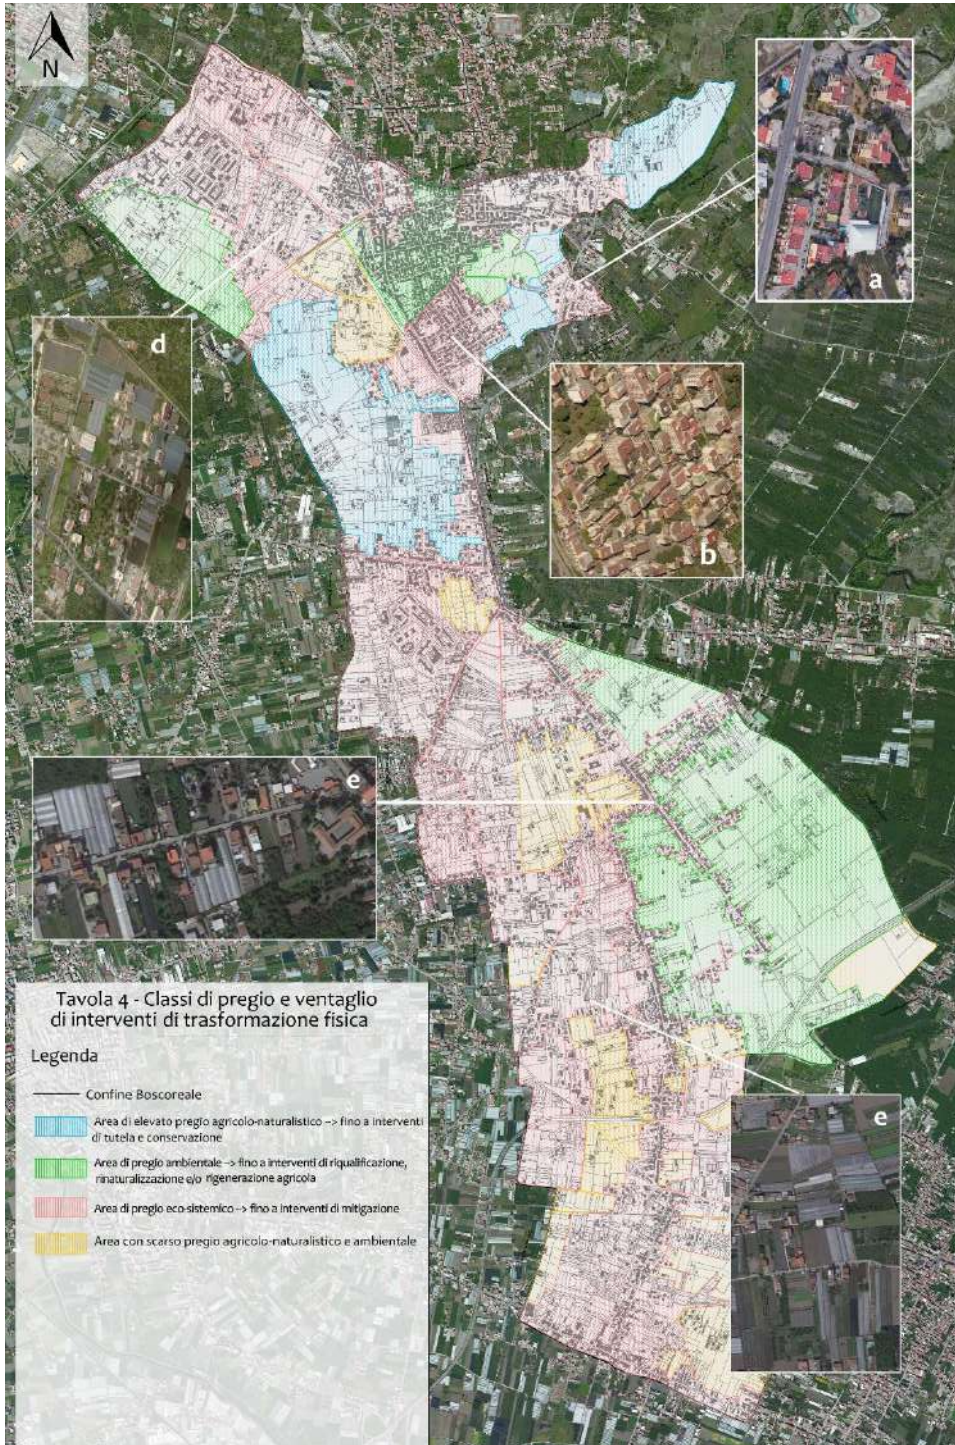 N
a
d
b
e
Tavola 4 - Classi di pregio e ventaglio
di interventi di trasformazione fisica
Legenda
Confine Boscoreale
Area di elevato pregio agricolo-naturalistico --> fino a interventi
di tutela e conservazione
Area di pregio ambientale --> fino a interventi di riqualificazione,
rinaturalizzazione e/o rigenerazione agricola
Area di pregio eco-sistemico --> fino a interventi di mitigazione
Area con scarso pregio agricolo-naturalistico e ambientale
e